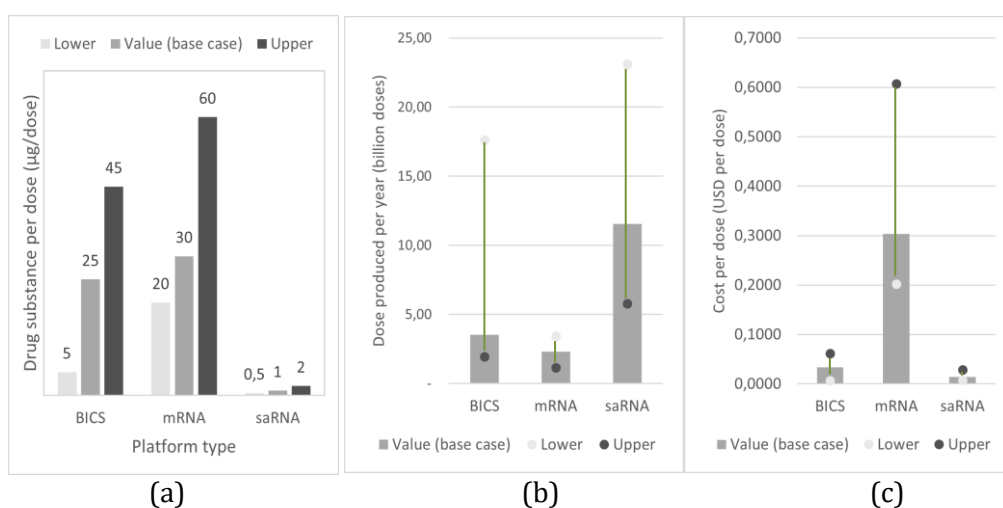 Lower Value (base case) Upper
Drug substance per dose (µg/dose)
5
25
45
20
30
60
0,5
1
2
BICS mRNA saRNA
Platform type
(a)
Dose produced per year (billion doses)
25,00
20,00
15,00
10,00
5,00
-
BICS mRNA saRNA
Value (base case) Lower Upper
(b)
Cost per dose (USD per dose)
0,7000
0,6000
0,5000
0,4000
0,3000
0,2000
0,1000
0,0000
BICS mRNA saRNA
Value (base case) Lower Upper
(c)